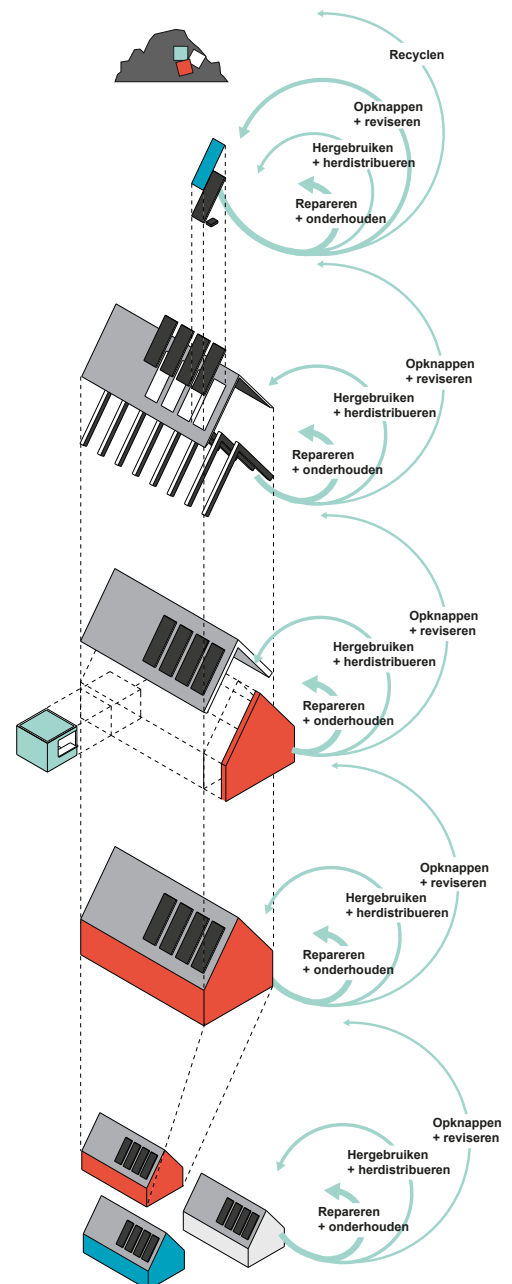 Recyclen
Opknappen
+ reviseren
Hergebruiken
+ herdistribueren
Repareren
+ onderhouden
Opknappen
+ reviseren
Hergebruiken
+ herdistribueren
Repareren
+ onderhouden
Opknappen
+ reviseren
Hergebruiken
+ herdistribueren
Repareren
+ onderhouden
Opknappen
+ reviseren
Hergebruiken
+ herdistribueren
Repareren
+ onderhouden
Opknappen
+ reviseren
Hergebruiken
+ herdistribueren
Repareren
+ onderhouden